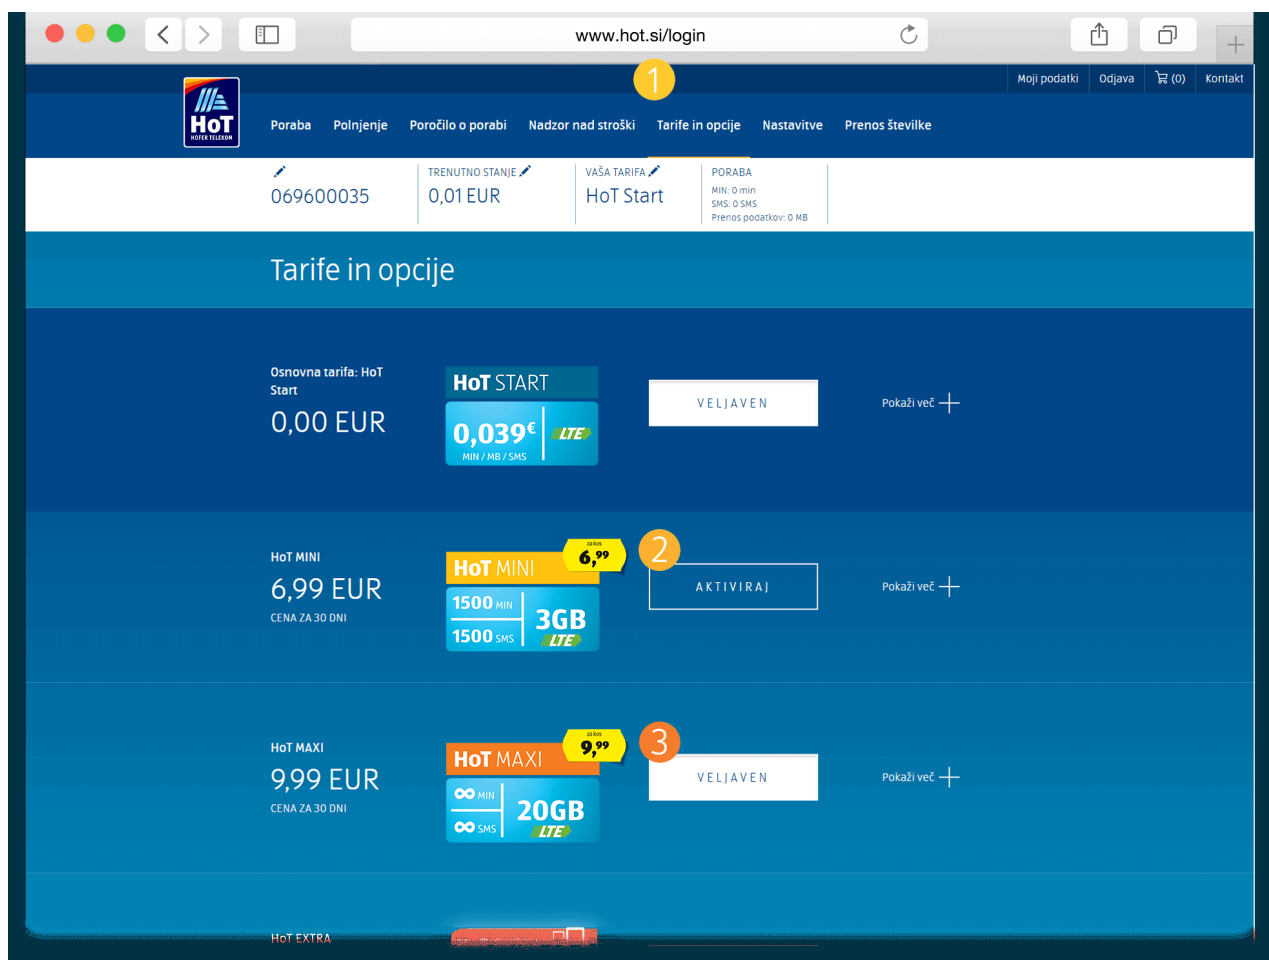 www.hot.si/login
1
Moji podatki Odjava (0) Kontakt
HoT
HOFER TELEKOM
Poraba Polnjenje Poročilo o porabi Nadzor nad stroški Tarife in opcije Nastavitve Prenos številke
069600035
TRENUTNO STANJE
0,01 EUR
VAŠA TARIFA
HoT Start
PORABA
MIN: 0 min
SMS: 0 SMS
Prenos podatkov: 0 MB
Tarife in opcije
Osnovna tarifa: HoT
Start
0,00 EUR
HoT START
0,039€
MIN / MB / SMS
LTE
VELJAVEN
Pokaži več
HoT MINI
6,99 EUR
CENA ZA 30 DNI
HoT MINI
za kos
6,99
1500 MIN
1500 SMS
3GB
LTE
2
AKTIVIRAJ
Pokaži več
HoT MAXI
9,99 EUR
CENA ZA 30 DNI
HoT MAXI
za kos
9,99
∞ MIN
∞ SMS
20GB
LTE
3
VELJAVEN
Pokaži več
HoT EXTRA